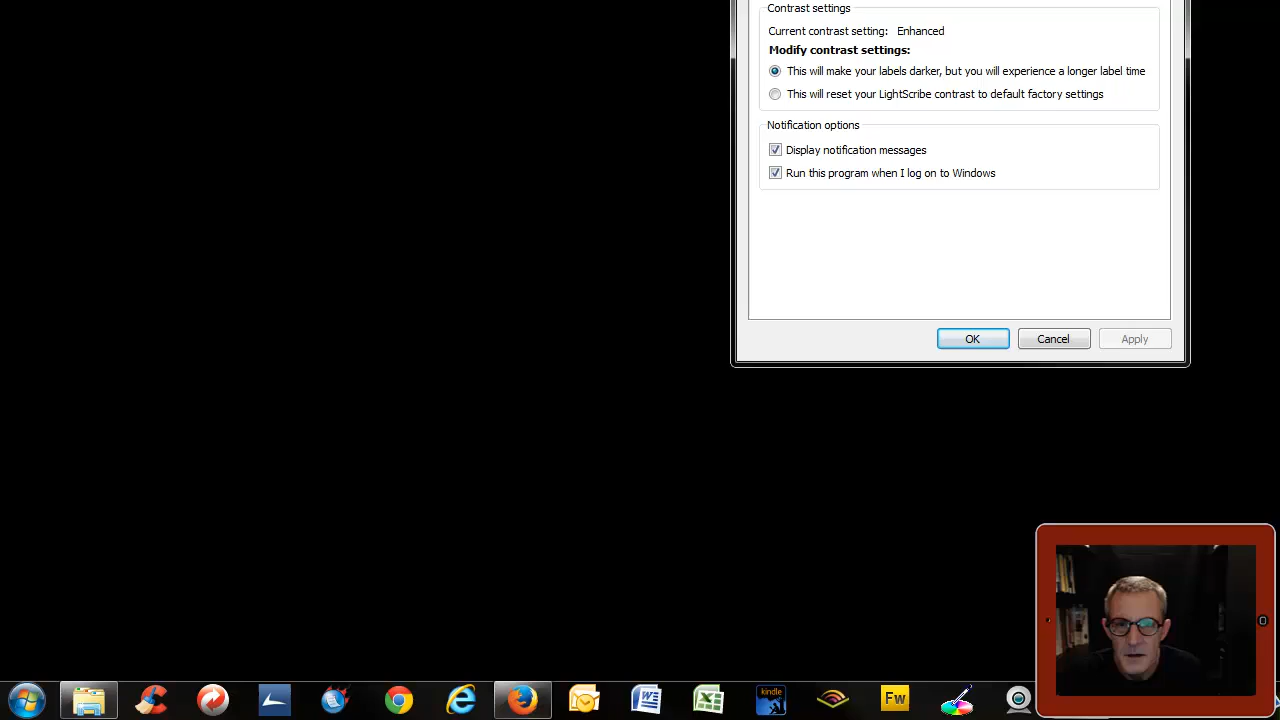 Contrast settings
Current contrast setting: Enhanced
Modify contrast settings:
This will make your labels darker, but you will experience a longer label time
This will reset your LightScribe contrast to default factory settings
Notification options
Display notification messages
Run this program when I log on to Windows
OK Cancel Apply
kindle Fw